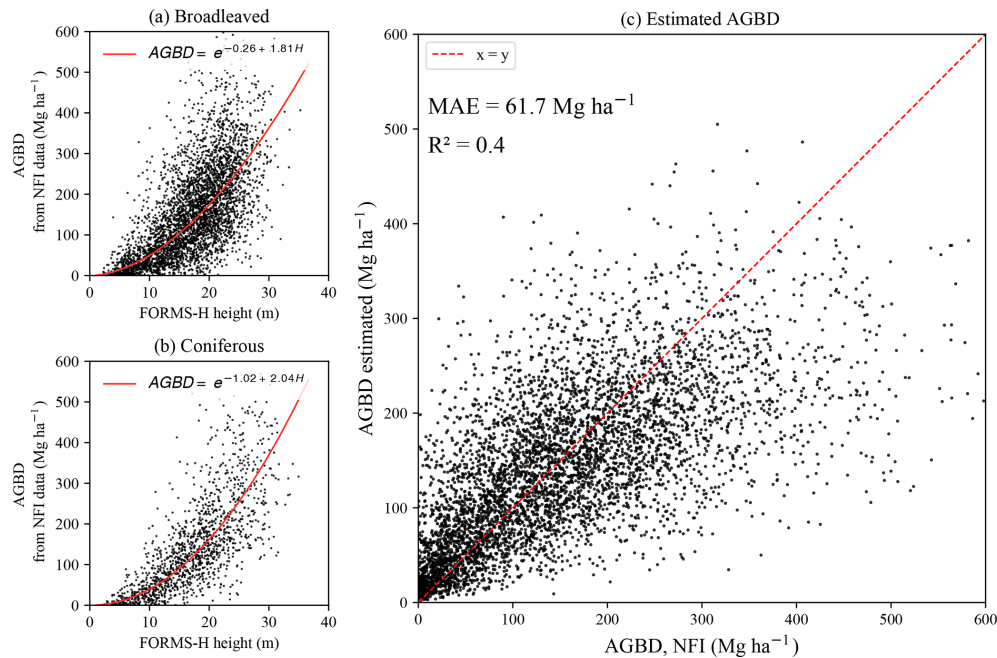 (a) Broadleaved
AGBD = e^{−0.26 + 1.81H}
600
500
400
300
200
100
0
0 10 20 30 40
AGBD
from NFI data (Mg ha⁻¹)
FORMS-H height (m)
(b) Coniferous
AGBD = e^{−1.02 + 2.04H}
600
500
400
300
200
100
0
0 10 20 30 40
AGBD
from NFI data (Mg ha⁻¹)
FORMS-H height (m)
(c) Estimated AGBD
x = y
MAE = 61.7 Mg ha⁻¹
R² = 0.4
600
500
400
300
200
100
0
0 100 200 300 400 500 600
AGBD estimated (Mg ha⁻¹)
AGBD, NFI (Mg ha⁻¹)